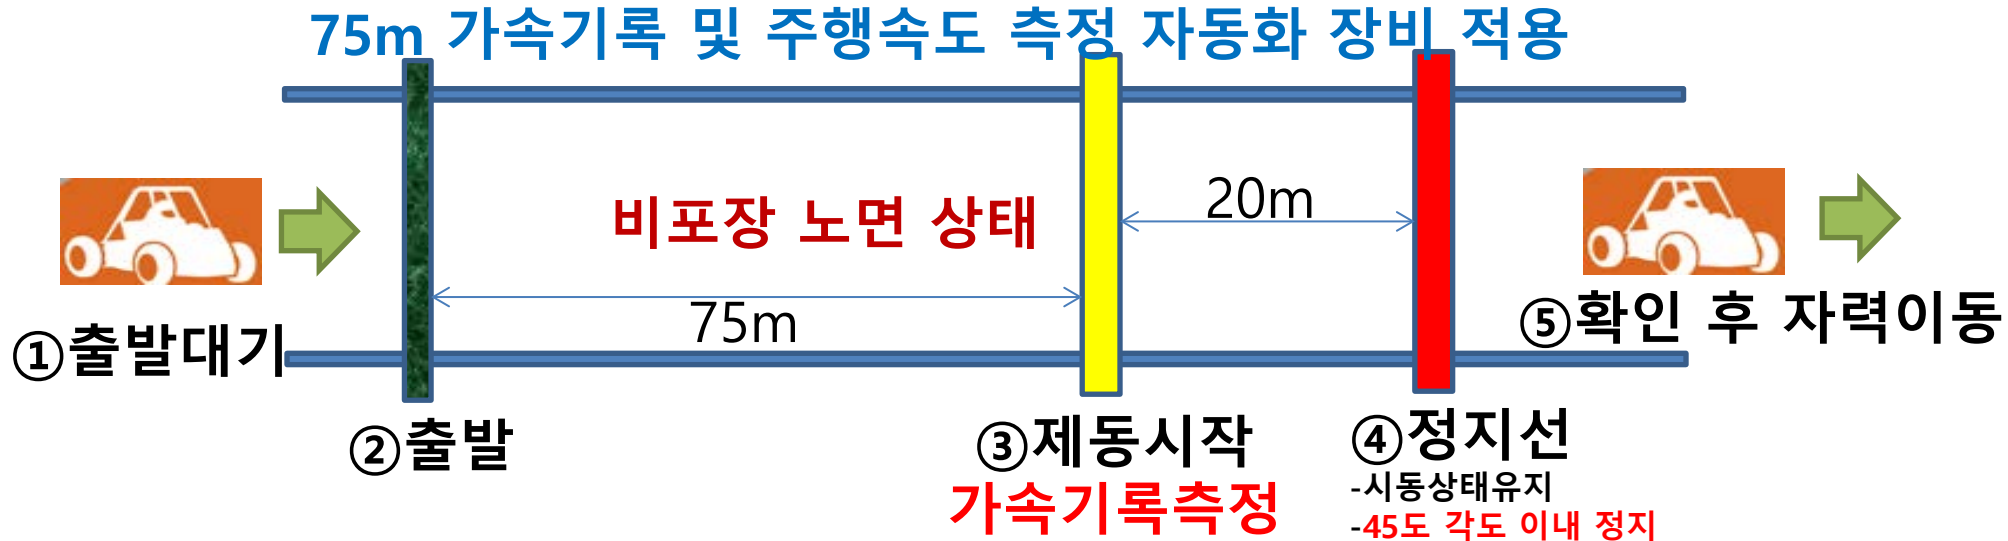 75m 가속기록 및 주행속도 측정 자동화 장비 적용
비포장 노면 상태
20m
75m
①출발대기
②출발
③제동시작
가속기록측정
④정지선
-시동상태유지
-45도 각도 이내 정지
⑤확인 후 자력이동